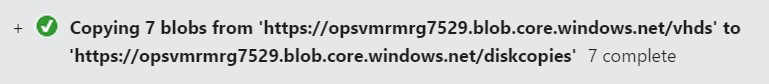 + Copying 7 blobs from 'https://opsvmrmrg7529.blob.core.windows.net/vhds' to
'https://opsvmrmrg7529.blob.core.windows.net/diskcopies' 7 complete